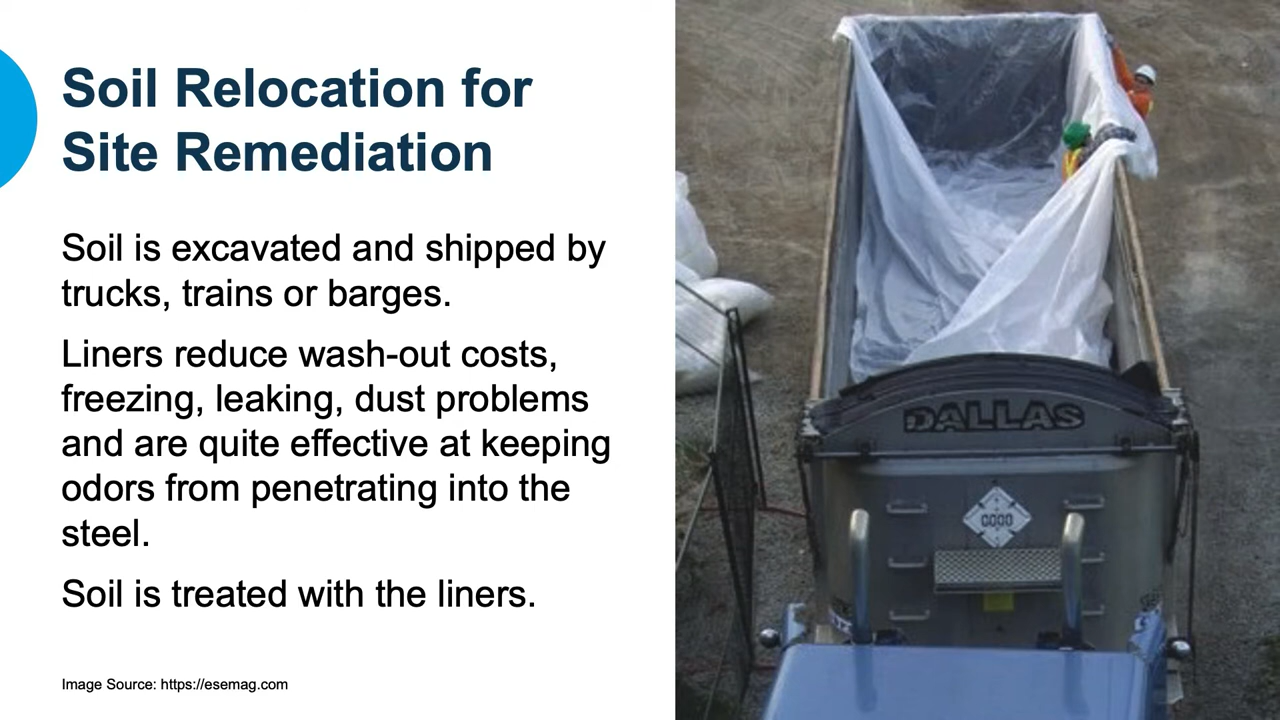 Soil Relocation for
Site Remediation
Soil is excavated and shipped by
trucks, trains or barges.
Liners reduce wash-out costs,
freezing, leaking, dust problems
and are quite effective at keeping
odors from penetrating into the
steel.
Soil is treated with the liners.
Image Source: https://esemag.com
DALLAS
0000